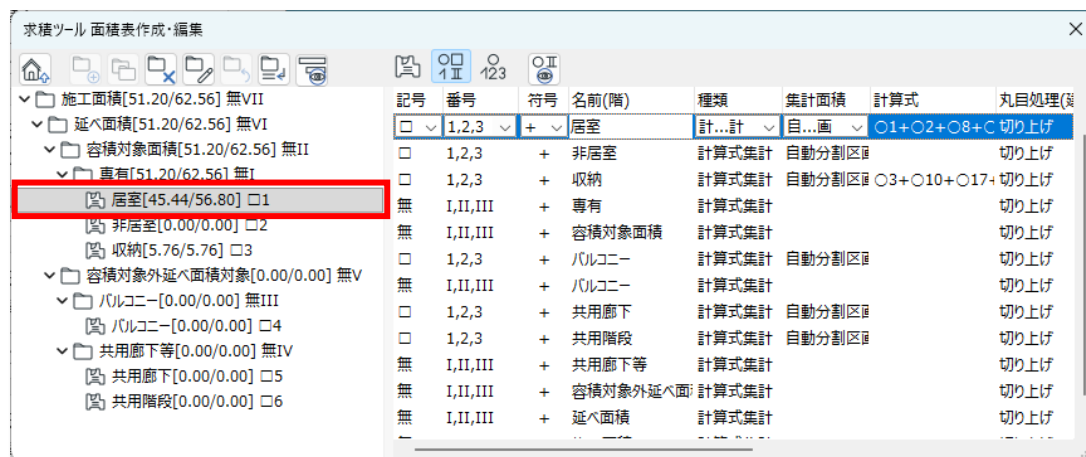 求積ツール 面積表作成・編集
施工面積[51.20/62.56] 無VII
延べ面積[51.20/62.56] 無VI
容積対象面積[51.20/62.56] 無II
専有[51.20/62.56] 無I
居室[45.44/56.80] □1
非居室[0.00/0.00] □2
収納[5.76/5.76] □3
容積対象外延べ面積対象[0.00/0.00] 無V
バルコニー[0.00/0.00] 無III
バルコニー[0.00/0.00] □4
共用廊下等[0.00/0.00] 無IV
共用廊下[0.00/0.00] □5
共用階段[0.00/0.00] □6
記号 番号 符号 名前(階) 種類 集計面積 計算式 丸目処理(
□ 1,2,3 + 居室 計...計 自...画 ○1+○2+○8+○ 切り上げ
□ 1,2,3 + 非居室 計算式集計 自動分割区画 切り上げ
□ 1,2,3 + 収納 計算式集計 自動分割区画 ○3+○10+○17+ 切り上げ
無 I,II,III + 専有 計算式集計 切り上げ
無 I,II,III + 容積対象面積 計算式集計 切り上げ
□ 1,2,3 + バルコニー 計算式集計 自動分割区画 切り上げ
無 I,II,III + バルコニー 計算式集計 切り上げ
□ 1,2,3 + 共用廊下 計算式集計 自動分割区画 切り上げ
□ 1,2,3 + 共用階段 計算式集計 自動分割区画 切り上げ
無 I,II,III + 共用廊下等 計算式集計 切り上げ
無 I,II,III + 容積対象外延べ面 計算式集計 切り上げ
無 I,II,III + 延べ面積 計算式集計 切り上げ